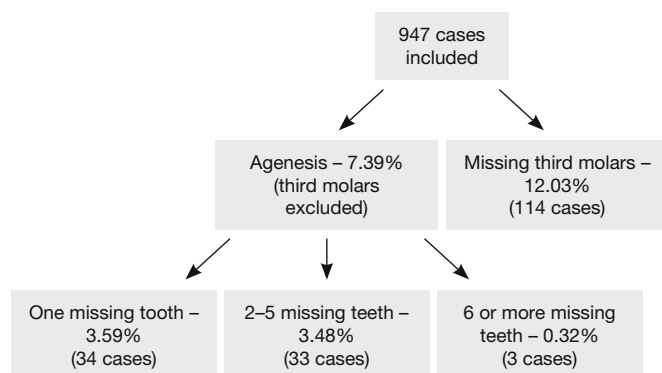 947 cases
included
Agenesis – 7.39%
(third molars
excluded)
Missing third molars –
12.03%
(114 cases)
One missing tooth –
3.59%
(34 cases)
2–5 missing teeth –
3.48%
(33 cases)
6 or more missing
teeth – 0.32%
(3 cases)